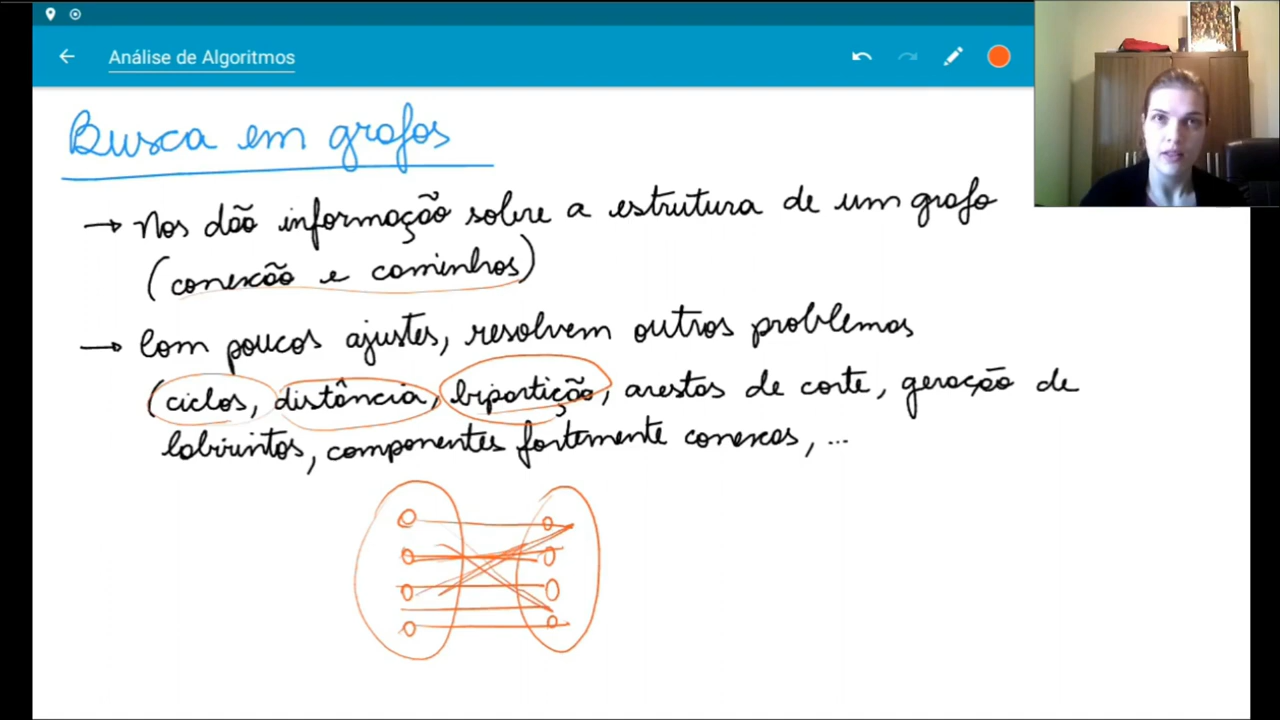 Análise de Algoritmos
Busca em grafos
→ Nos dão informação sobre a estrutura de um grafo
(conexão e caminhos)
→ Com poucos ajustes, resolvem outros problemas
(ciclos, distância, bipartição, arestas de corte, geração de
labirintos, componentes fortemente conexas, ...